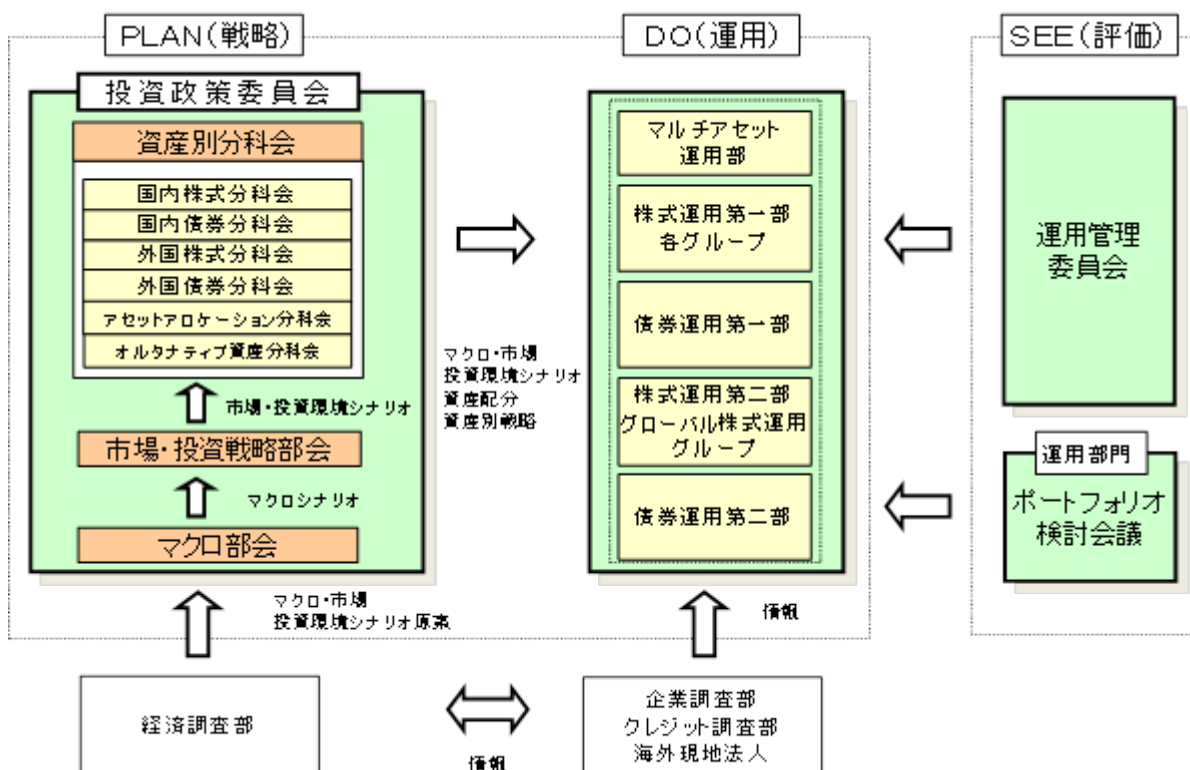 PLAN(戦略)
DO(運用)
SEE(評価)
投資政策委員会
資産別分科会
国内株式分科会
国内債券分科会
外国株式分科会
外国債券分科会
アセットアロケーション分科会
オルタナティブ資産分科会
市場・投資環境シナリオ
市場・投資戦略部会
マクロシナリオ
マクロ部会
マクロ・市場
投資環境シナリオ原案
経済調査部
マクロ・市場
投資環境シナリオ
資産配分
資産別戦略
マルチアセット
運用部
株式運用第一部
各グループ
債券運用第一部
株式運用第二部
グローバル株式運用
グループ
債券運用第二部
情報
企業調査部
クレジット調査部
海外現地法人
情報
運用管理
委員会
運用部門
ポートフォリオ
検討会議